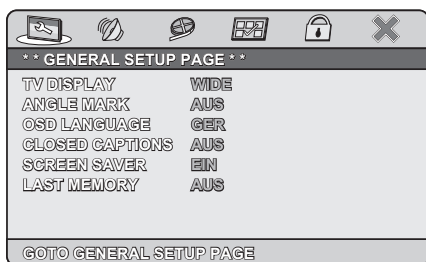 * * GENERAL SETUP PAGE * *
TV DISPLAY WIDE
ANGLE MARK AUS
OSD LANGUAGE GER
CLOSED CAPTIONS AUS
SCREEN SAVER EIN
LAST MEMORY AUS
GOTO GENERAL SETUP PAGE